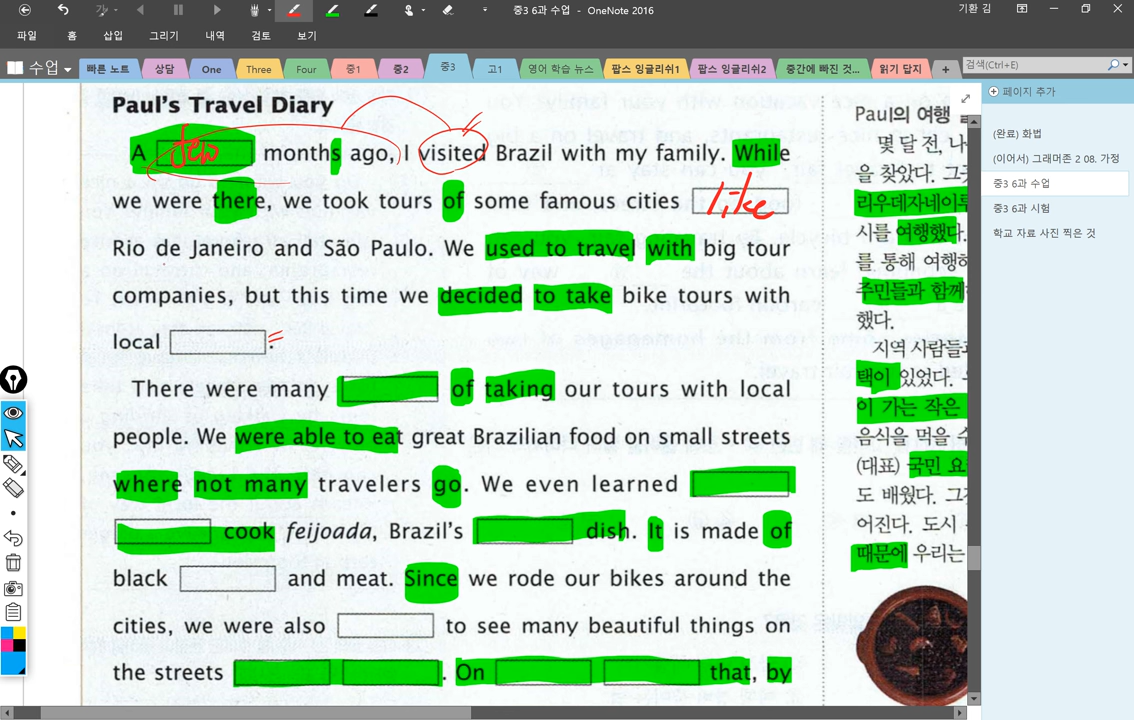 중3 6과 수업 - OneNote 2016
기환 김
파일 홈 삽입 그리기 내역 검토 보기
수업 빠른 노트 상담 One Three Four 중1 중2 중3 고1 영어 학습 뉴스 팝스 잉글리쉬1 팝스 잉글리쉬2 중간에 빠진 것... 읽기 답지 +
검색(Ctrl+E)
페이지 추가
(완료) 화법
(이어서) 그래머존 2 08. 가정
중3 6과 수업
중3 6과 시험
학교 자료 사진 찍은 것
Paul's Travel Diary
A few months ago, I visited Brazil with my family. While
we were there, we took tours of some famous cities like
Rio de Janeiro and São Paulo. We used to travel with big tour
companies, but this time we decided to take bike tours with
local .
There were many of taking our tours with local
people. We were able to eat great Brazilian food on small streets
where not many travelers go. We even learned
cook feijoada, Brazil's dish. It is made of
black and meat. Since we rode our bikes around the
cities, we were also to see many beautiful things on
the streets . On that, by
Paul의 여행
몇 달 전, 나
을 찾았다. 그
리우데자네이루
시를 여행했다.
를 통해 여행하
주민들과 함께
했다.
지역 사람들과
택이 있었다.
이 가는 작은
음식을 먹을 수
(대표) 국민 요
도 배웠다. 그
어진다. 도시
때문에 우리는